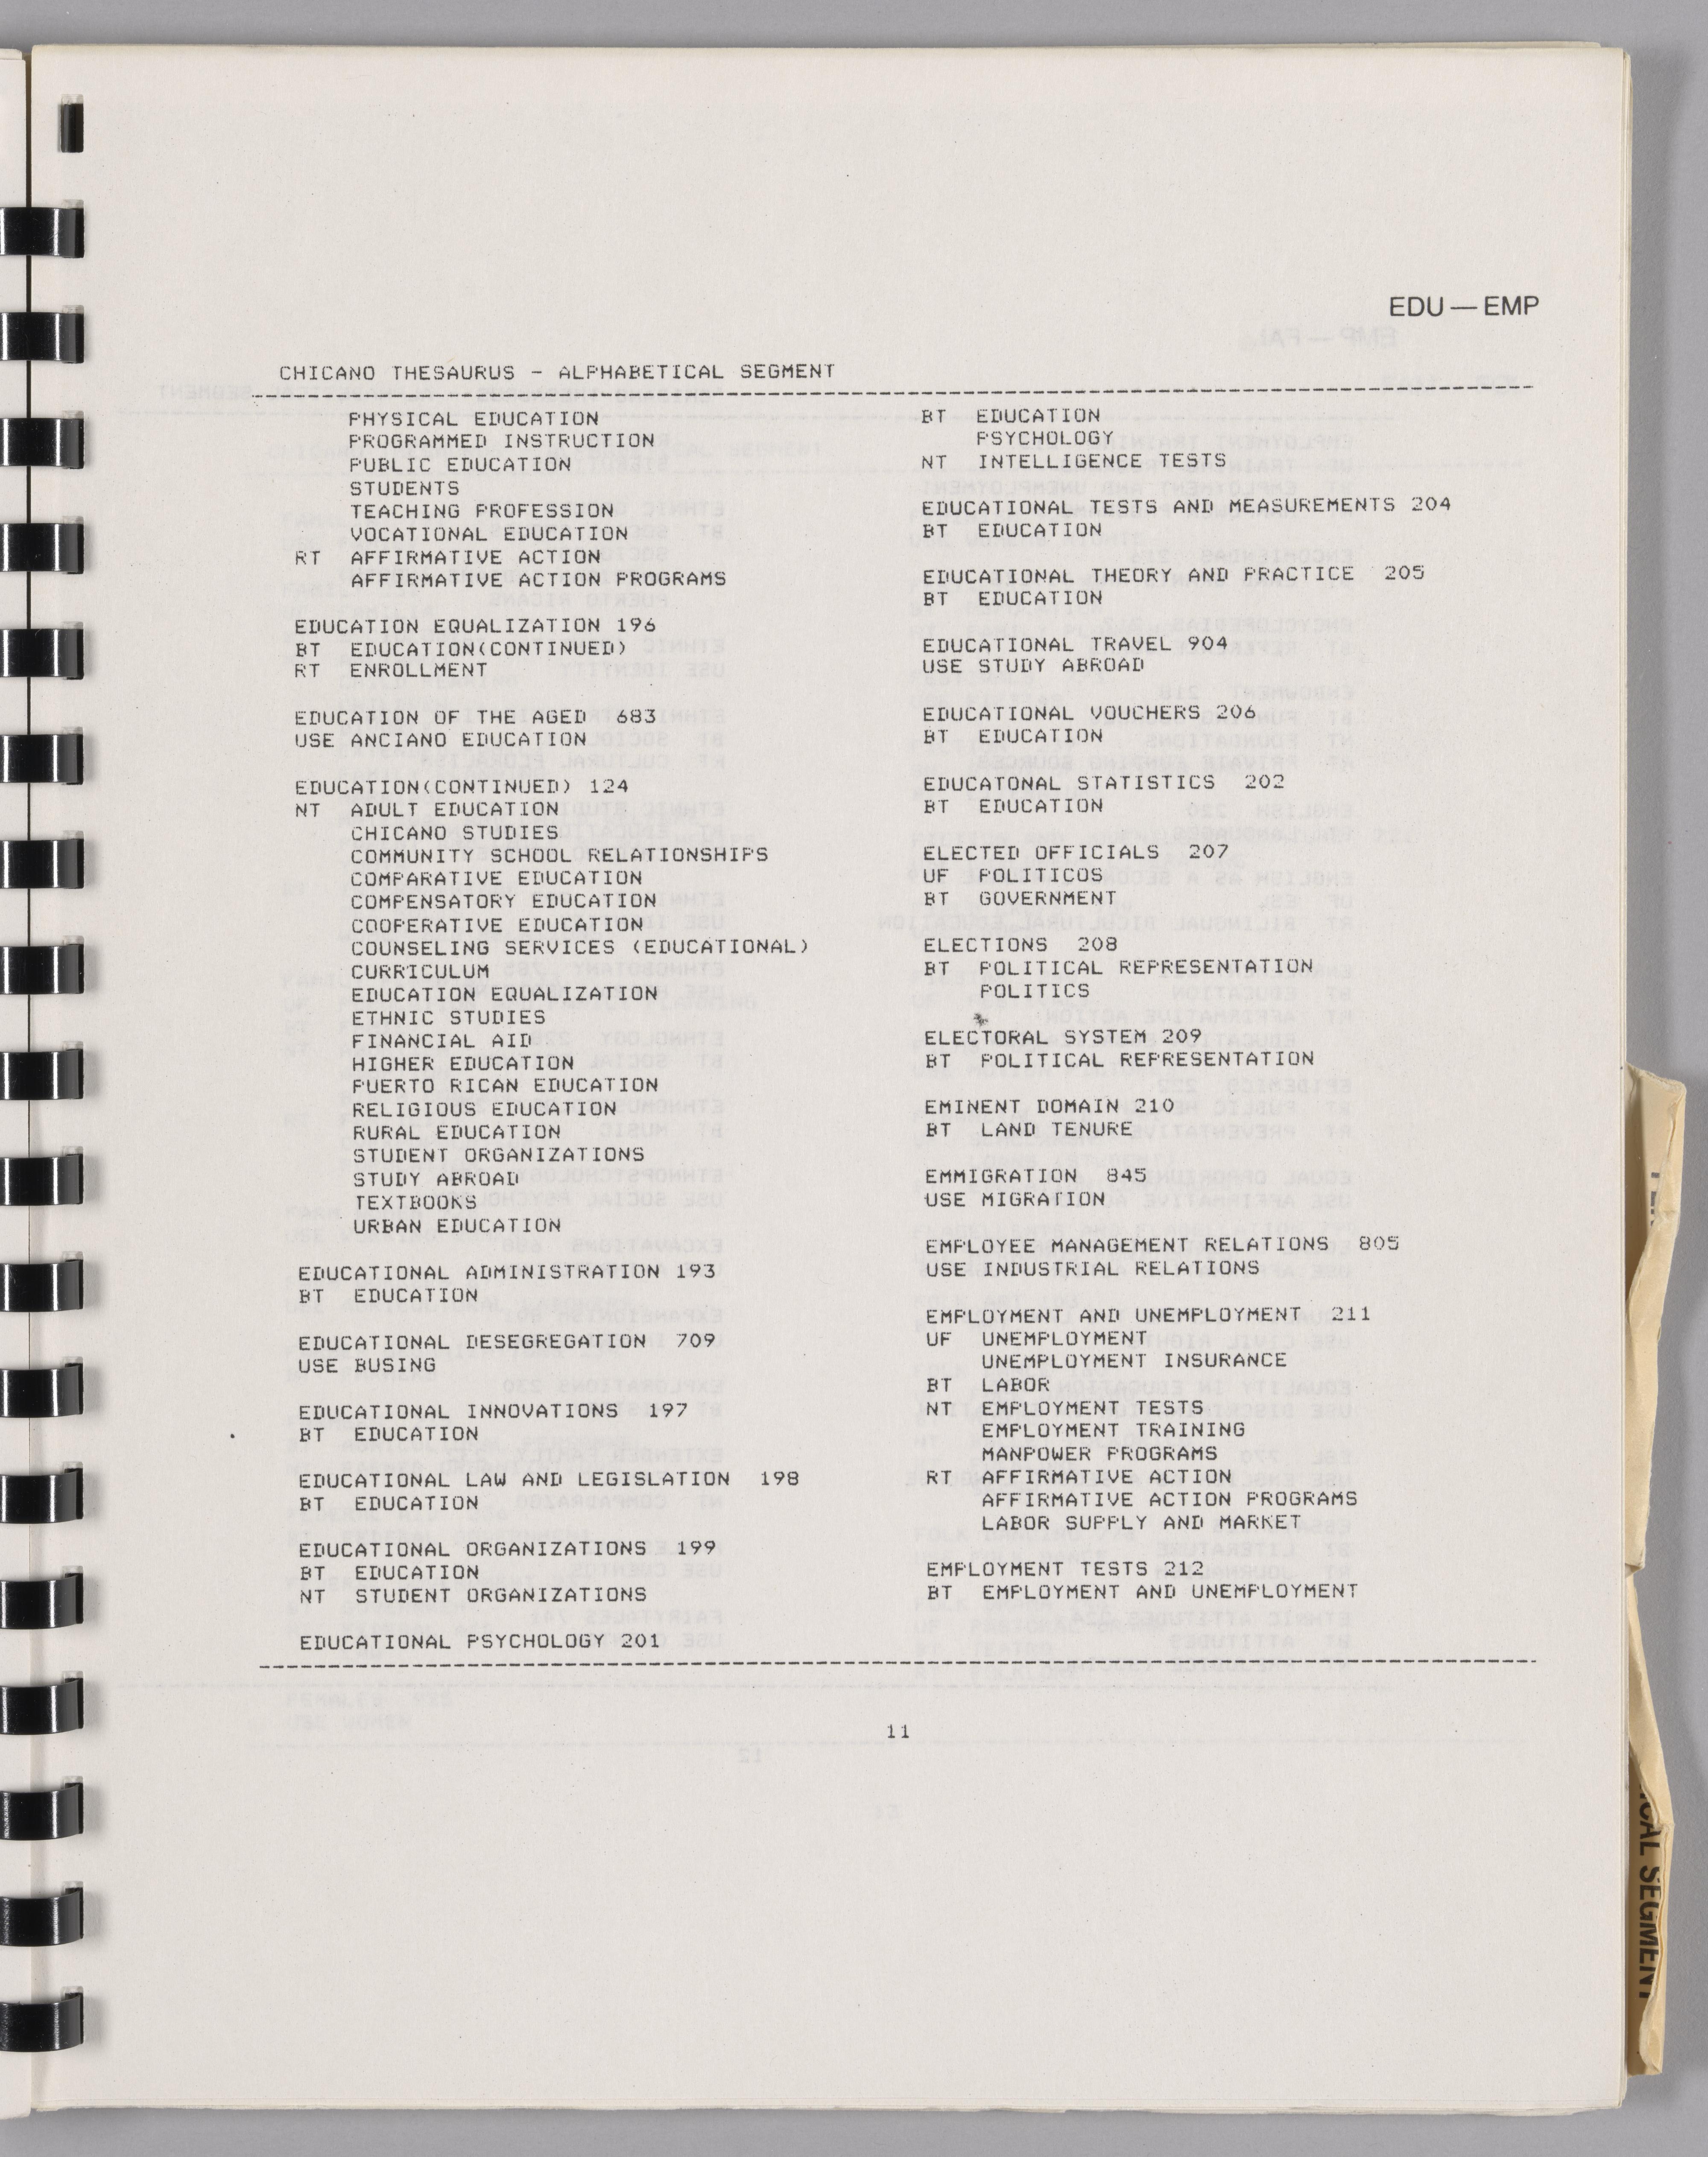 EDU — EMP
CHICANO THESAURUS - ALPHABETICAL SEGMENT
PHYSICAL EDUCATION
PROGRAMMED INSTRUCTION
PUBLIC EDUCATION
STUDENTS
TEACHING PROFESSION
VOCATIONAL EDUCATION
RT AFFIRMATIVE ACTION
AFFIRMATIVE ACTION PROGRAMS
EDUCATION EQUALIZATION 196
BT EDUCATION(CONTINUED)
RT ENROLLMENT
EDUCATION OF THE AGED 683
USE ANCIANO EDUCATION
EDUCATION(CONTINUED) 124
NT ADULT EDUCATION
CHICANO STUDIES
COMMUNITY SCHOOL RELATIONSHIPS
COMPARATIVE EDUCATION
COMPENSATORY EDUCATION
COOPERATIVE EDUCATION
COUNSELING SERVICES (EDUCATIONAL)
CURRICULUM
EDUCATION EQUALIZATION
ETHNIC STUDIES
FINANCIAL AID
HIGHER EDUCATION
PUERTO RICAN EDUCATION
RELIGIOUS EDUCATION
RURAL EDUCATION
STUDENT ORGANIZATIONS
STUDY ABROAD
TEXTBOOKS
URBAN EDUCATION
EDUCATIONAL ADMINISTRATION 193
BT EDUCATION
EDUCATIONAL DESEGREGATION 709
USE BUSING
EDUCATIONAL INNOVATIONS 197
BT EDUCATION
EDUCATIONAL LAW AND LEGISLATION 198
BT EDUCATION
EDUCATIONAL ORGANIZATIONS 199
BT EDUCATION
NT STUDENT ORGANIZATIONS
EDUCATIONAL PSYCHOLOGY 201
BT EDUCATION
PSYCHOLOGY
NT INTELLIGENCE TESTS
EDUCATIONAL TESTS AND MEASUREMENTS 204
BT EDUCATION
EDUCATIONAL THEORY AND PRACTICE 205
BT EDUCATION
EDUCATIONAL TRAVEL 904
USE STUDY ABROAD
EDUCATIONAL VOUCHERS 206
BT EDUCATION
EDUCATONAL STATISTICS 202
BT EDUCATION
ELECTED OFFICIALS 207
UF POLITICOS
BT GOVERNMENT
ELECTIONS 208
BT POLITICAL REPRESENTATION
POLITICS
ELECTORAL SYSTEM 209
BT POLITICAL REPRESENTATION
EMINENT DOMAIN 210
BT LAND TENURE
EMMIGRATION 845
USE MIGRATION
EMPLOYEE MANAGEMENT RELATIONS 805
USE INDUSTRIAL RELATIONS
EMPLOYMENT AND UNEMPLOYMENT 211
UF UNEMPLOYMENT
UNEMPLOYMENT INSURANCE
BT LABOR
NT EMPLOYMENT TESTS
EMPLOYMENT TRAINING
MANPOWER PROGRAMS
RT AFFIRMATIVE ACTION
AFFIRMATIVE ACTION PROGRAMS
LABOR SUPPLY AND MARKET
EMPLOYMENT TESTS 212
BT EMPLOYMENT AND UNEMPLOYMENT
11
SEGMENT